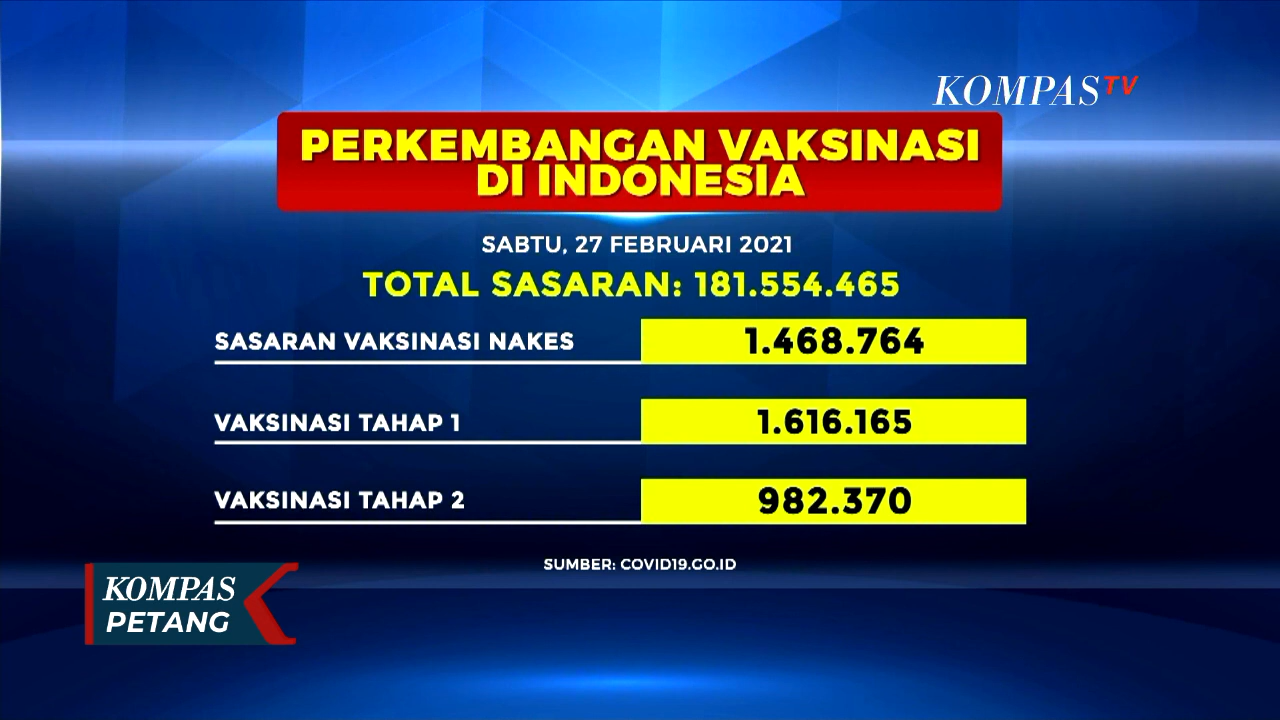 KOMPASTV
PERKEMBANGAN VAKSINASI
DI INDONESIA
SABTU, 27 FEBRUARI 2021
TOTAL SASARAN: 181.554.465
SASARAN VAKSINASI NAKES 1.468.764
VAKSINASI TAHAP 1 1.616.165
VAKSINASI TAHAP 2 982.370
SUMBER: COVID19.GO.ID
KOMPAS
PETANG